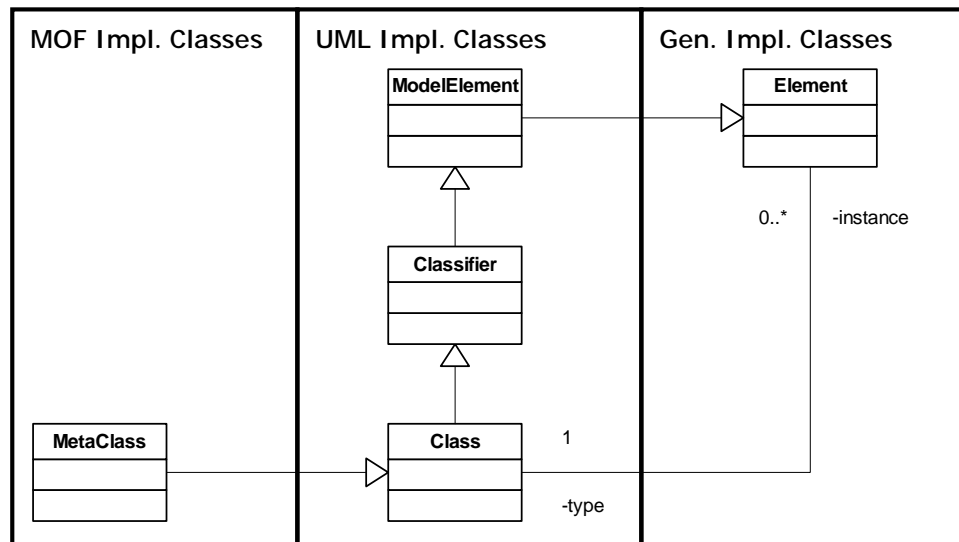 MOF Impl. Classes
UML Impl. Classes
Gen. Impl. Classes
ModelElement
Element
0..*
-instance
Classifier
MetaClass
Class
1
-type